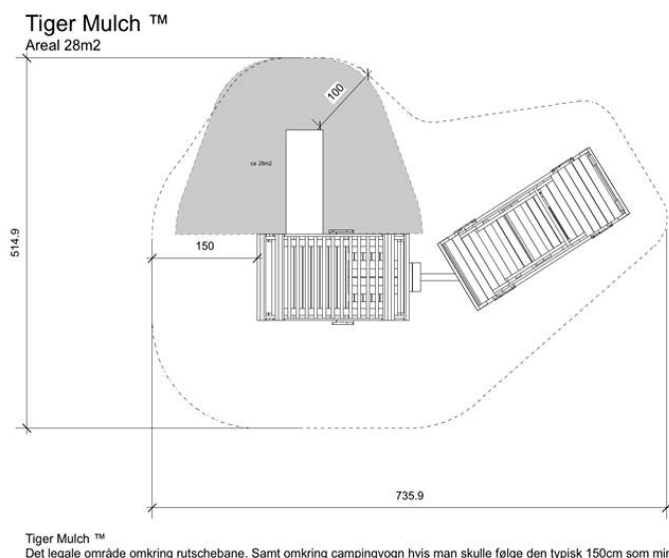 Tiger Mulch ™
Areal 28m2
100
ca 28m2
150
514.9
735.9
Tiger Mulch ™
Det legale område omkring rutschebane. Samt omkring campingvogn hvis man skulle følge den typisk 150cm som